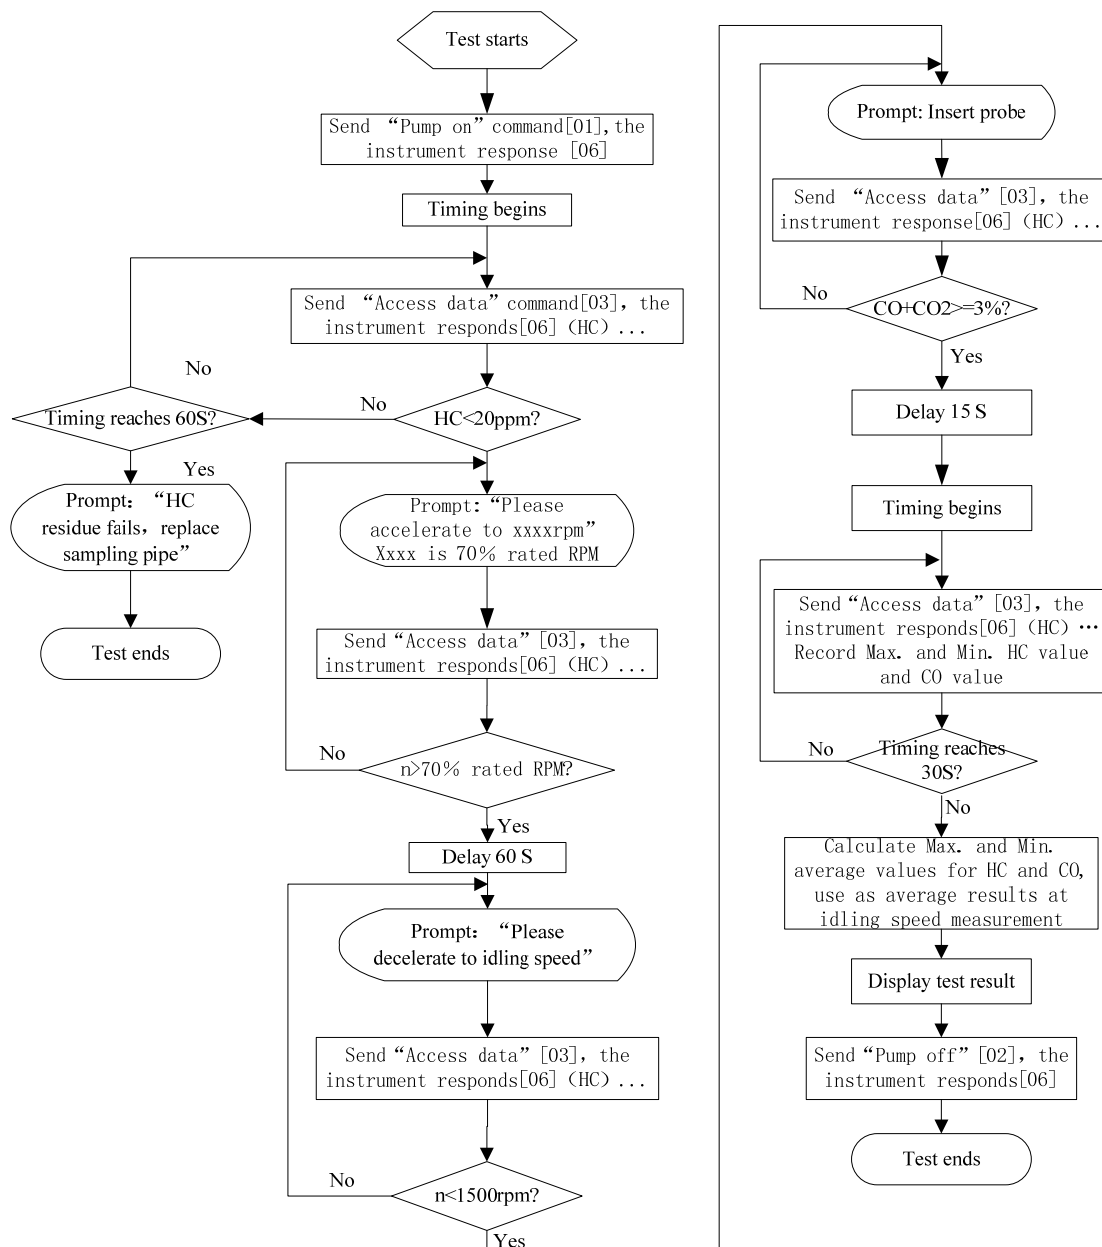 Test starts
Send “Pump on” command[01], the
instrument response [06]
Timing begins
Send “Access data” command[03], the
instrument responds[06] (HC) ...
No
Timing reaches 60S?
No
HC<20ppm?
Yes
Prompt: “HC
residue fails, replace
sampling pipe”
Test ends
Prompt: “Please
accelerate to xxxxrpm”
Xxxx is 70% rated RPM
Send “Access data” [03], the
instrument responds[06] (HC) ...
No
n>70% rated RPM?
Yes
Delay 60 S
Prompt: “Please
decelerate to idling speed”
Send “Access data” [03], the
instrument responds[06] (HC) ...
No
n<1500rpm?
Yes
Prompt: Insert probe
Send “Access data” [03], the
instrument response[06] (HC) ...
No
CO+CO2>=3%?
Yes
Delay 15 S
Timing begins
Send “Access data” [03], the
instrument responds[06] (HC) …
Record Max. and Min. HC value
and CO value
No
Timing reaches
30S?
No
Calculate Max. and Min.
average values for HC and CO,
use as average results at
idling speed measurement
Display test result
Send “Pump off” [02], the
instrument responds[06]
Test ends